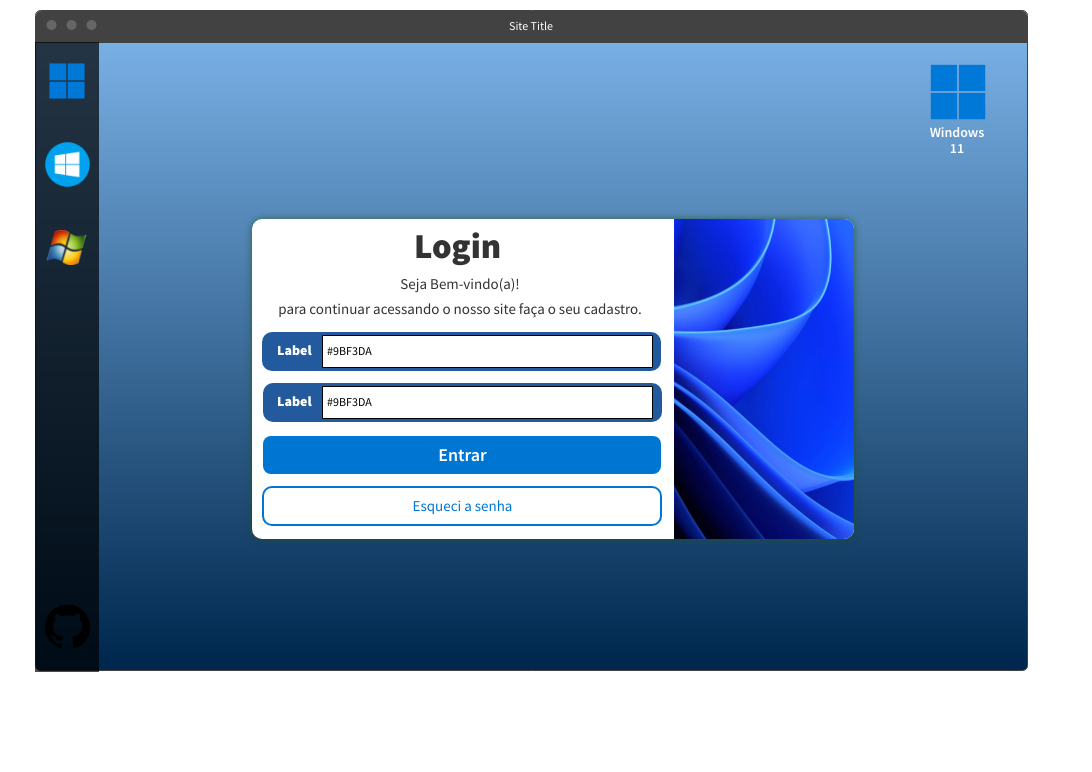 Site Title
Windows
11
Login
Seja Bem-vindo(a)!
para continuar acessando o nosso site faça o seu cadastro.
Label #9BF3DA
Label #9BF3DA
Entrar
Esqueci a senha